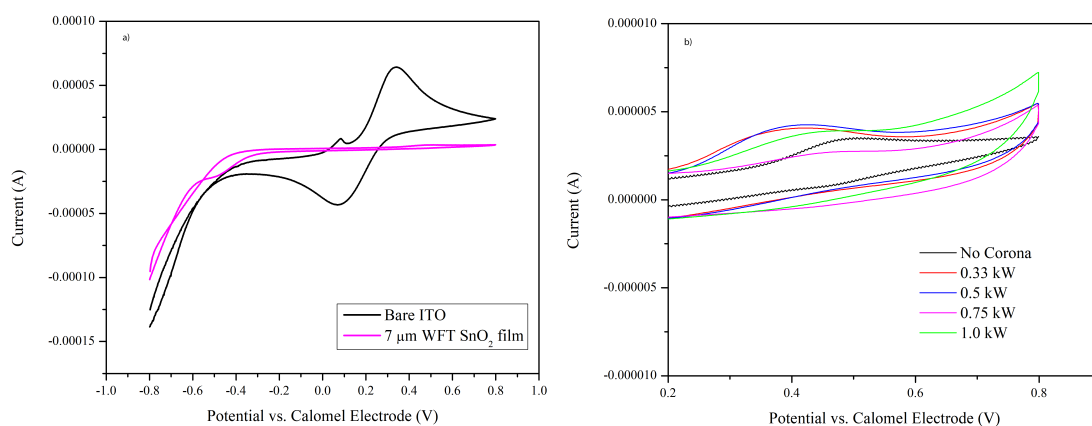 a)
0.00010
0.00005
0.00000
-0.00005
-0.00010
-0.00015
Current (A)
-1.0 -0.8 -0.6 -0.4 -0.2 0.0 0.2 0.4 0.6 0.8 1.0
Potential vs. Calomel Electrode (V)
Bare ITO
7 μm WFT SnO2 film
b)
0.000010
0.000005
0.000000
-0.000005
-0.000010
Current (A)
0.2 0.4 0.6 0.8
Potential vs. Calomel Electrode (V)
No Corona
0.33 kW
0.5 kW
0.75 kW
1.0 kW